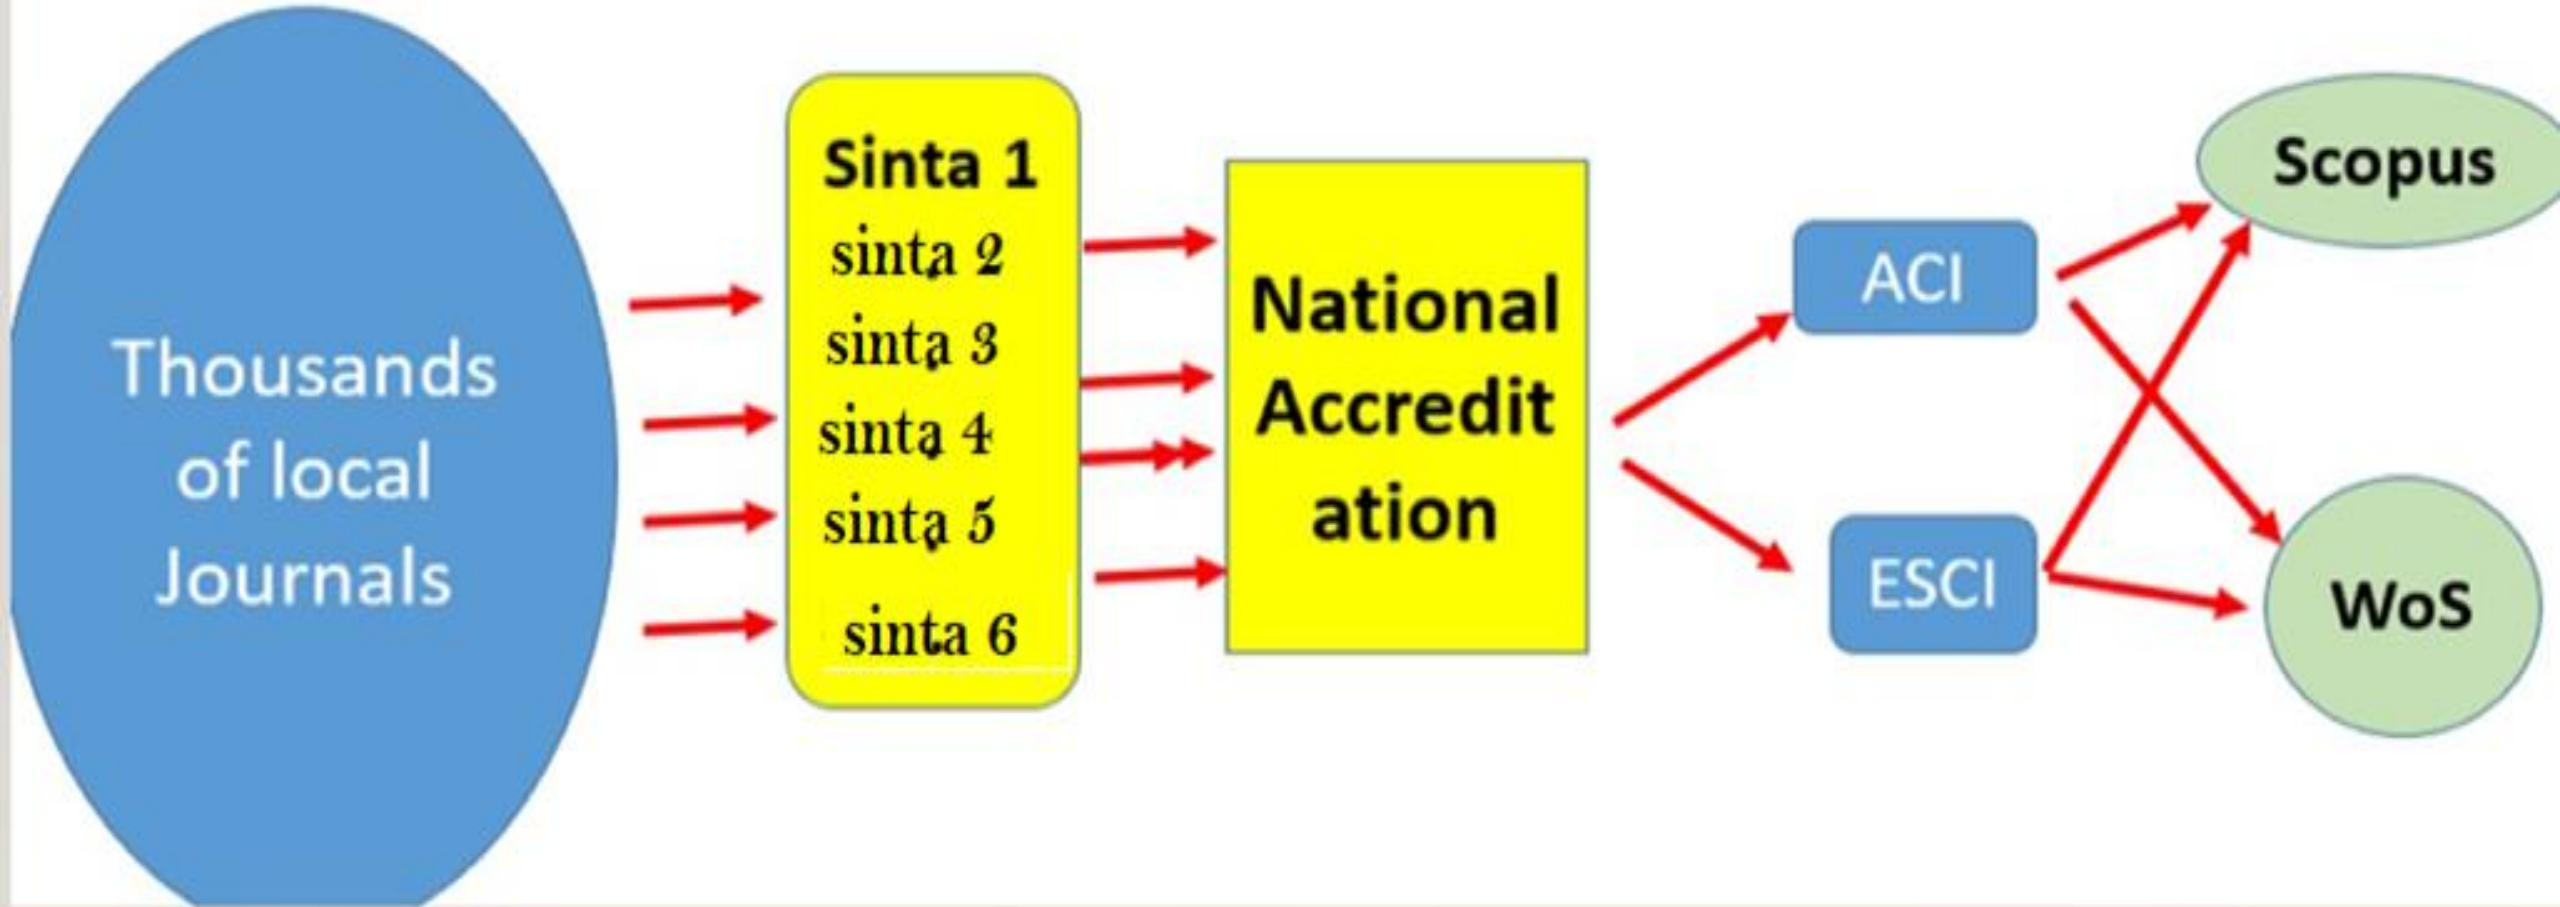 Thousands
of local
Journals
Sinta 1
sinta 2
sinta 3
sinta 4
sinta 5
sinta 6
National
Accredit
ation
ACI
ESCI
Scopus
WoS